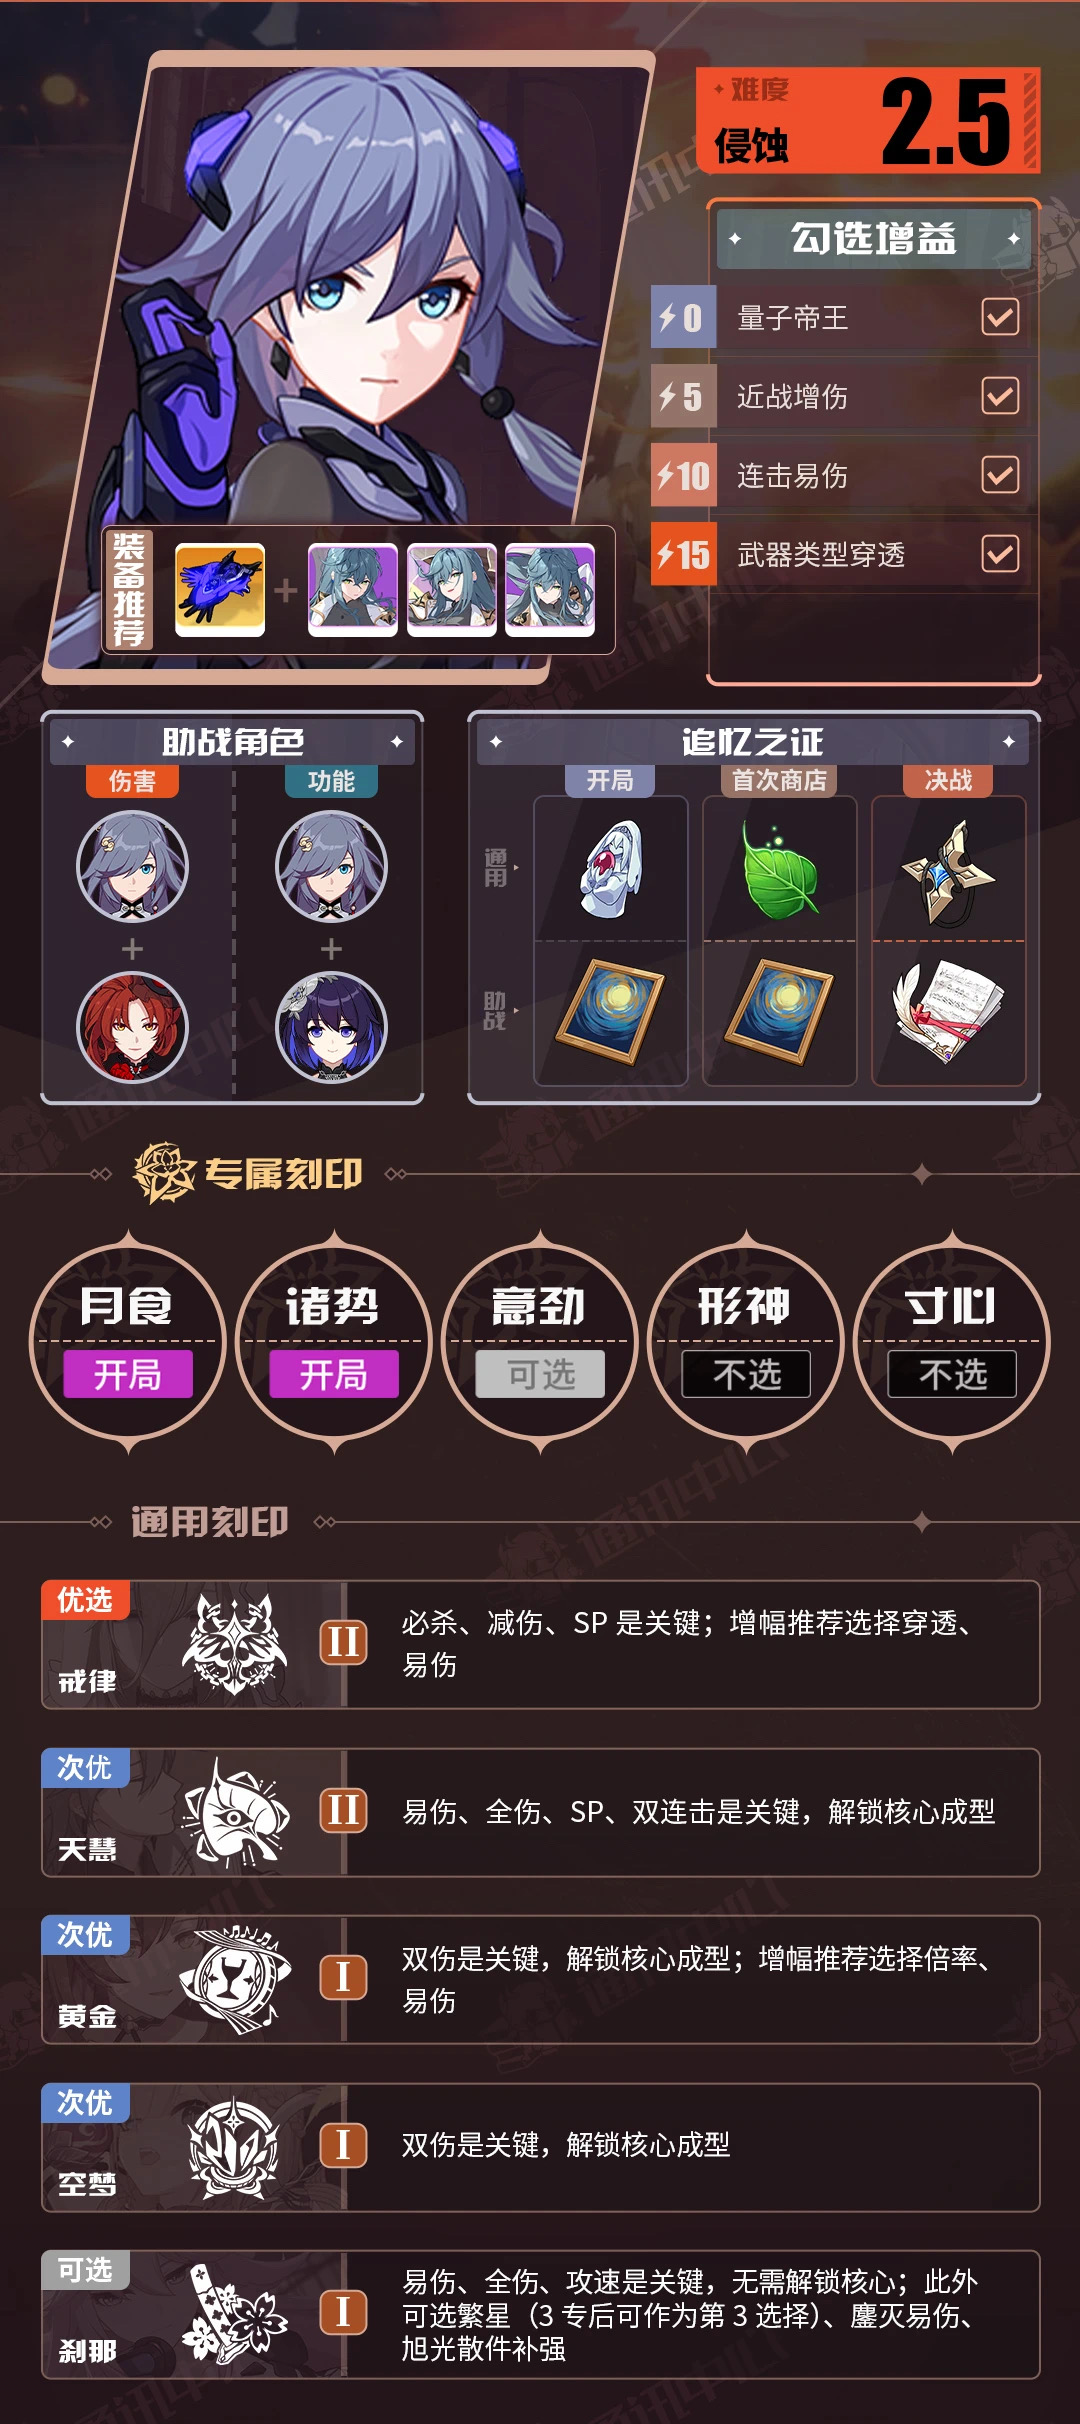 难度
侵蚀
2.5
勾选增益
0 量子帝王
5 近战增伤
10 连击易伤
15 武器类型穿透
装备推荐
助战角色
伤害
功能
追忆之证
开局
首次商店
决战
通用
助战
专属刻印
月食
开局
诸势
开局
意劲
可选
形神
不选
寸心
不选
通用刻印
优选
戒律
II
必杀、减伤、SP 是关键；增幅推荐选择穿透、
易伤
次优
天慧
II
易伤、全伤、SP、双连击是关键，解锁核心成型
次优
黄金
I
双伤是关键，解锁核心成型；增幅推荐选择倍率、
易伤
次优
空梦
I
双伤是关键，解锁核心成型
可选
刹那
I
易伤、全伤、攻速是关键，无需解锁核心；此外
可选繁星（3 专后可作为第 3 选择）、鏖灭易伤、
旭光散件补强